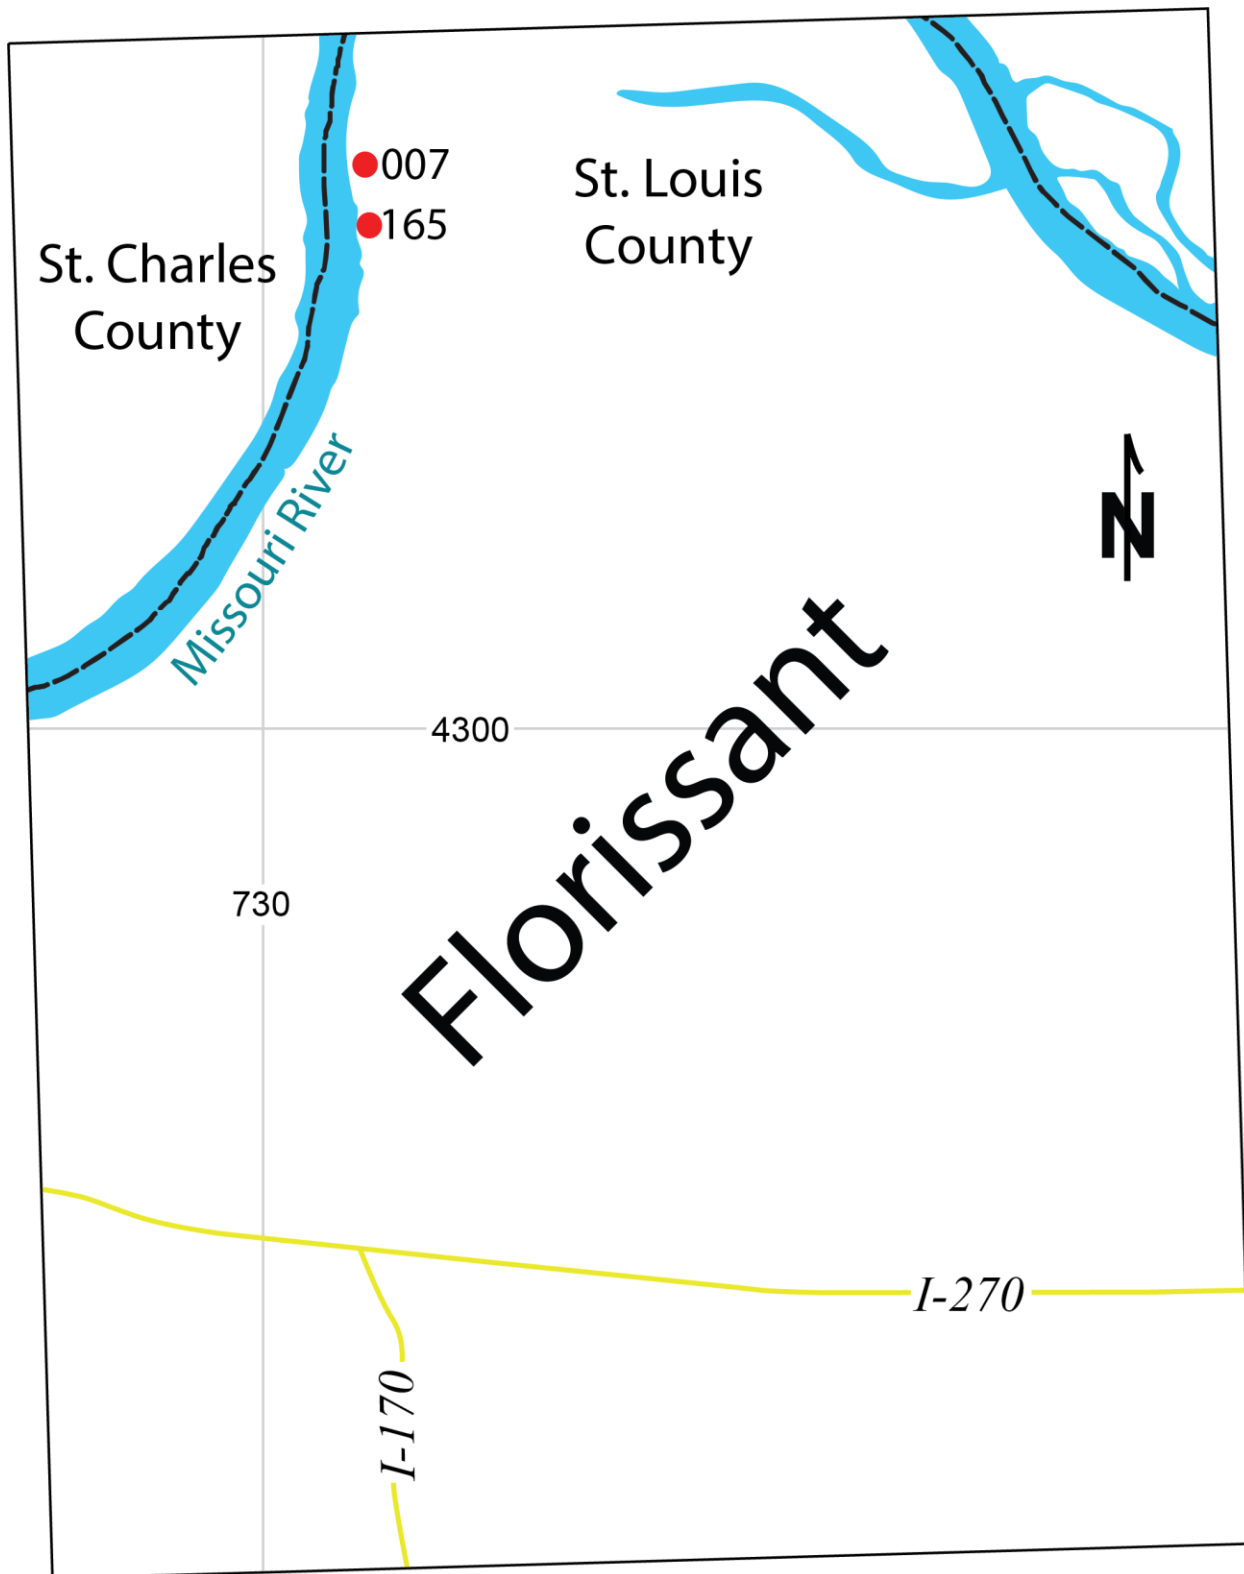 007
165
St. Louis
County
St. Charles
County
Missouri River
N
4300
Florissant
730
I-270
I-170